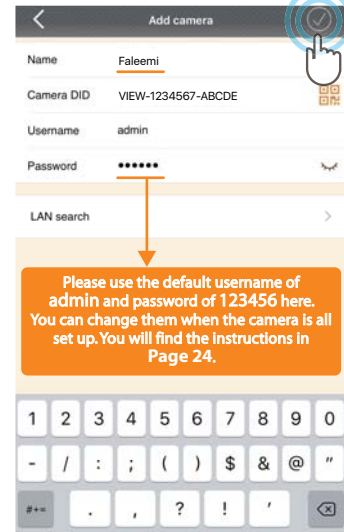 Add camera
Name Faleemi
Camera DID VIEW-1234567-ABCDE
Username admin
Password ••••••
LAN search
Please use the default username of
admin and password of 123456 here.
You can change them when the camera is all
set up. You will find the instructions in
Page 24.
1 2 3 4 5 6 7 8 9 0
- / : ; ( ) $ & @ "
#+= . , ? ! '